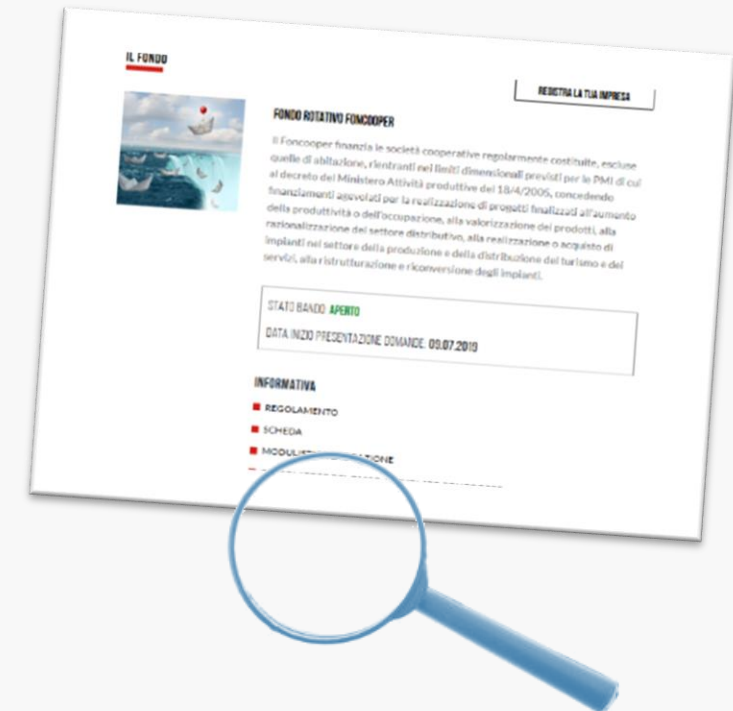 IL FONDO
REGISTRA LA TUA IMPRESA
FONDO ROTATIVO FONCOOPER
Il Foncooper finanzia le società cooperative regolarmente costituite, escluse
quelle di abitazione, rientranti nei limiti dimensionali previsti per le PMI di cui
al decreto del Ministero Attività produttive del 18/4/2005, concedendo
finanziamenti agevolati per la realizzazione di progetti finalizzati all'aumento
della produttività o dell'occupazione, alla valorizzazione dei prodotti, alla
razionalizzazione del settore distributivo, alla realizzazione o acquisto di
impianti nel settore della produzione e della distribuzione del turismo e dei
servizi, alla ristrutturazione e riconversione degli impianti.
STATO BANDO: APERTO
DATA INIZIO PRESENTAZIONE DOMANDE: 09.07.2019
INFORMATIVA
REGOLAMENTO
SCHEDA